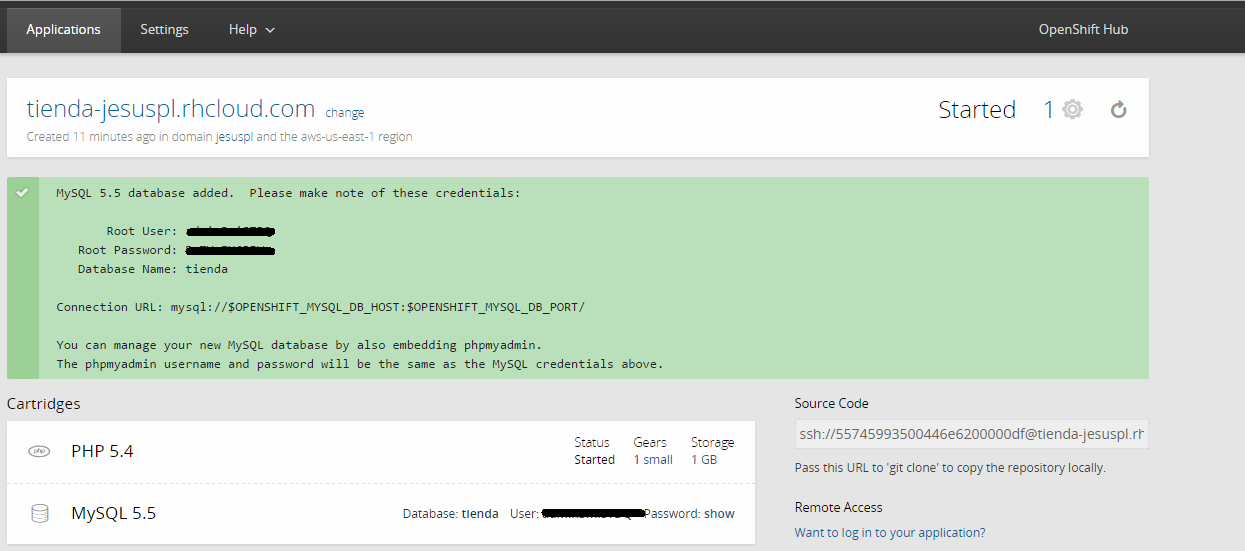 Applications Settings Help OpenShift Hub
tienda-jesuspl.rhcloud.com change
Started 1
Created 11 minutes ago in domain jesuspl and the aws-us-east-1 region
MySQL 5.5 database added. Please make note of these credentials:
Root User:
Root Password:
Database Name: tienda
Connection URL: mysql://$OPENSHIFT_MYSQL_DB_HOST:$OPENSHIFT_MYSQL_DB_PORT/
You can manage your new MySQL database by also embedding phpmyadmin.
The phpmyadmin username and password will be the same as the MySQL credentials above.
Cartridges
php
PHP 5.4
Status Gears Storage
Started 1 small 1 GB
MySQL 5.5
Database: tienda User: Password: show
Source Code
ssh://55745993500446e6200000df@tienda-jesuspl.rh
Pass this URL to 'git clone' to copy the repository locally.
Remote Access
Want to log in to your application?